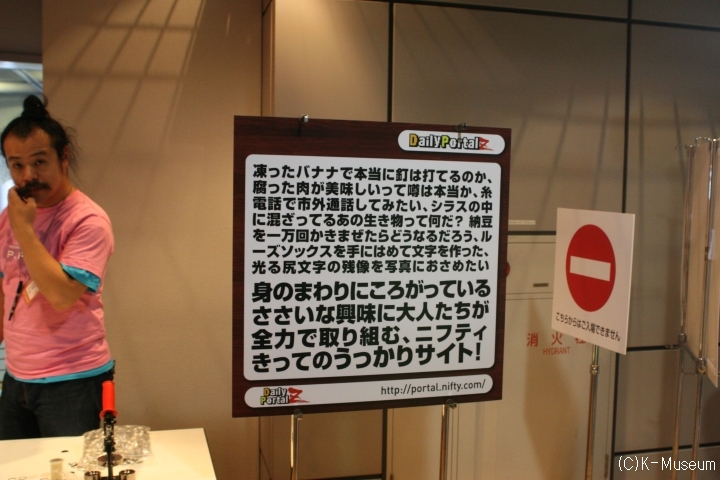 DailyPortalZ
凍ったバナナで本当に釘は打てるのか、
腐った肉が美味しいって噂は本当か、糸
電話で市外通話してみたい、シラスの中
に混ざってるあの生き物って何だ? 納豆
を一万回かきまぜたらどうなるだろう、ル
ーズソックスを手にはめて文字を作った、
光る尻文字の残像を写真におさめたい
身のまわりにころがっている
ささいな興味に大人たちが
全力で取り組む、ニフティ
きってのうっかりサイト!
Daily
PortalZ
http://portal.nifty.com/
こちらからはご入場できません
消火栓
HYDRANT
(C)K-Museum